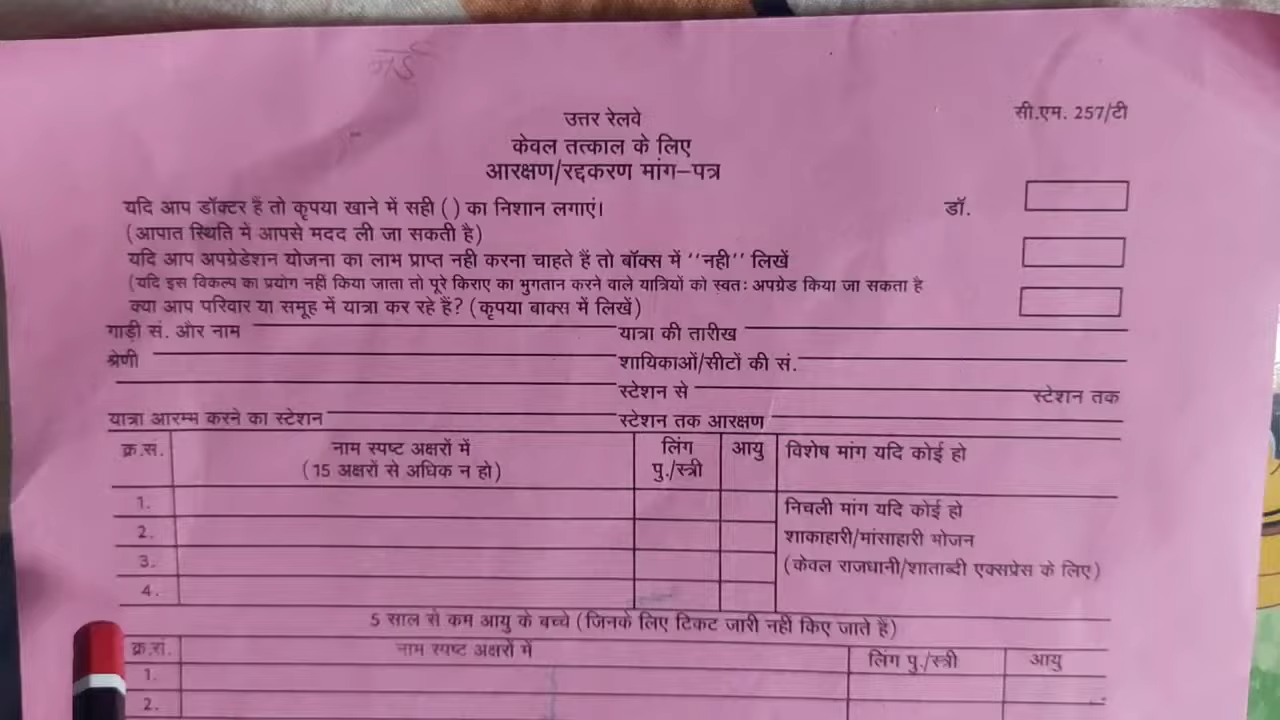 नई
उत्तर रेलवे
सी.एम. 257/टी
केवल तत्काल के लिए
आरक्षण/रद्दकरण मांग–पत्र
यदि आप डॉक्टर हैं तो कृपया खाने में सही ( ) का निशान लगाएं। डॉ.
(आपात स्थिति में आपसे मदद ली जा सकती है)
यदि आप अपग्रेडेशन योजना का लाभ प्राप्त नही करना चाहते हैं तो बॉक्स में ‘‘नही’’ लिखें
(यदि इस विकल्प का प्रयोग नहीं किया जाता तो पूरे किराए का भुगतान करने वाले यात्रियों को स्वतः अपग्रेड किया जा सकता है
क्या आप परिवार या समूह में यात्रा कर रहे हैं? (कृपया बाक्स में लिखें)
गाड़ी सं. और नाम यात्रा की तारीख
श्रेणी शायिकाओं/सीटों की सं.
स्टेशन से स्टेशन तक
यात्रा आरम्भ करने का स्टेशन स्टेशन तक आरक्षण
क्र.सं. नाम स्पष्ट अक्षरों में लिंग आयु विशेष मांग यदि कोई हो
(15 अक्षरों से अधिक न हो) पु./स्त्री
1. निचली मांग यदि कोई हो
2. शाकाहारी/मांसाहारी भोजन
3. (केवल राजधानी/शाताब्दी एक्सप्रेस के लिए)
4.
5 साल से कम आयु के बच्चे (जिनके लिए टिकट जारी नही किए जाते हैं)
क्र.सं. नाम स्पष्ट अक्षरों में लिंग पु./स्त्री आयु
1.
2.